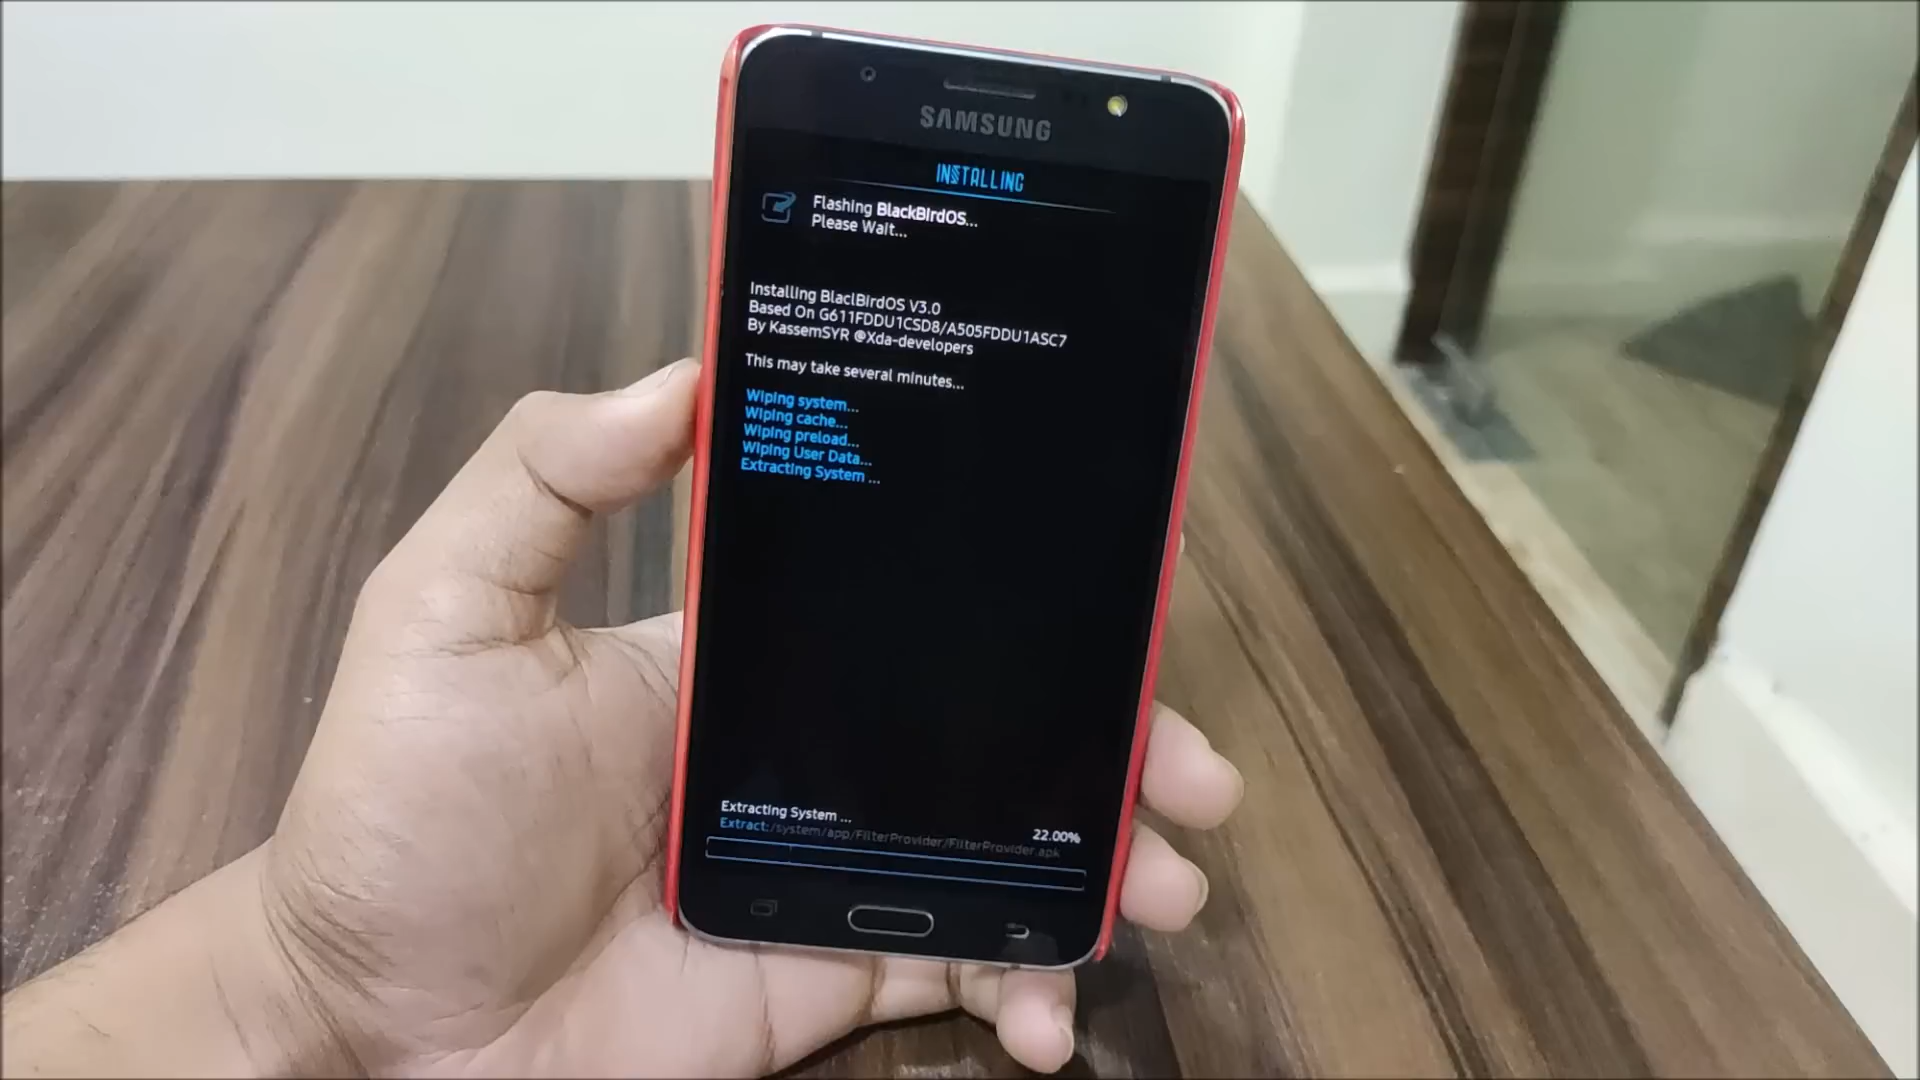 SAMSUNG
INSTALLING
Flashing BlackBirdOS...
Please Wait...
Installing BlaclBirdOS V3.0
Based On G611FDDU1CSD8/A505FDDU1ASC7
By KassemSYR @Xda-developers
This may take several minutes...
Wiping system...
Wiping cache...
Wiping preload...
Wiping User Data...
Extracting System ...
Extracting System ...
22.00%
Extract:/system/app/FilterProvider/FilterProvider.apk